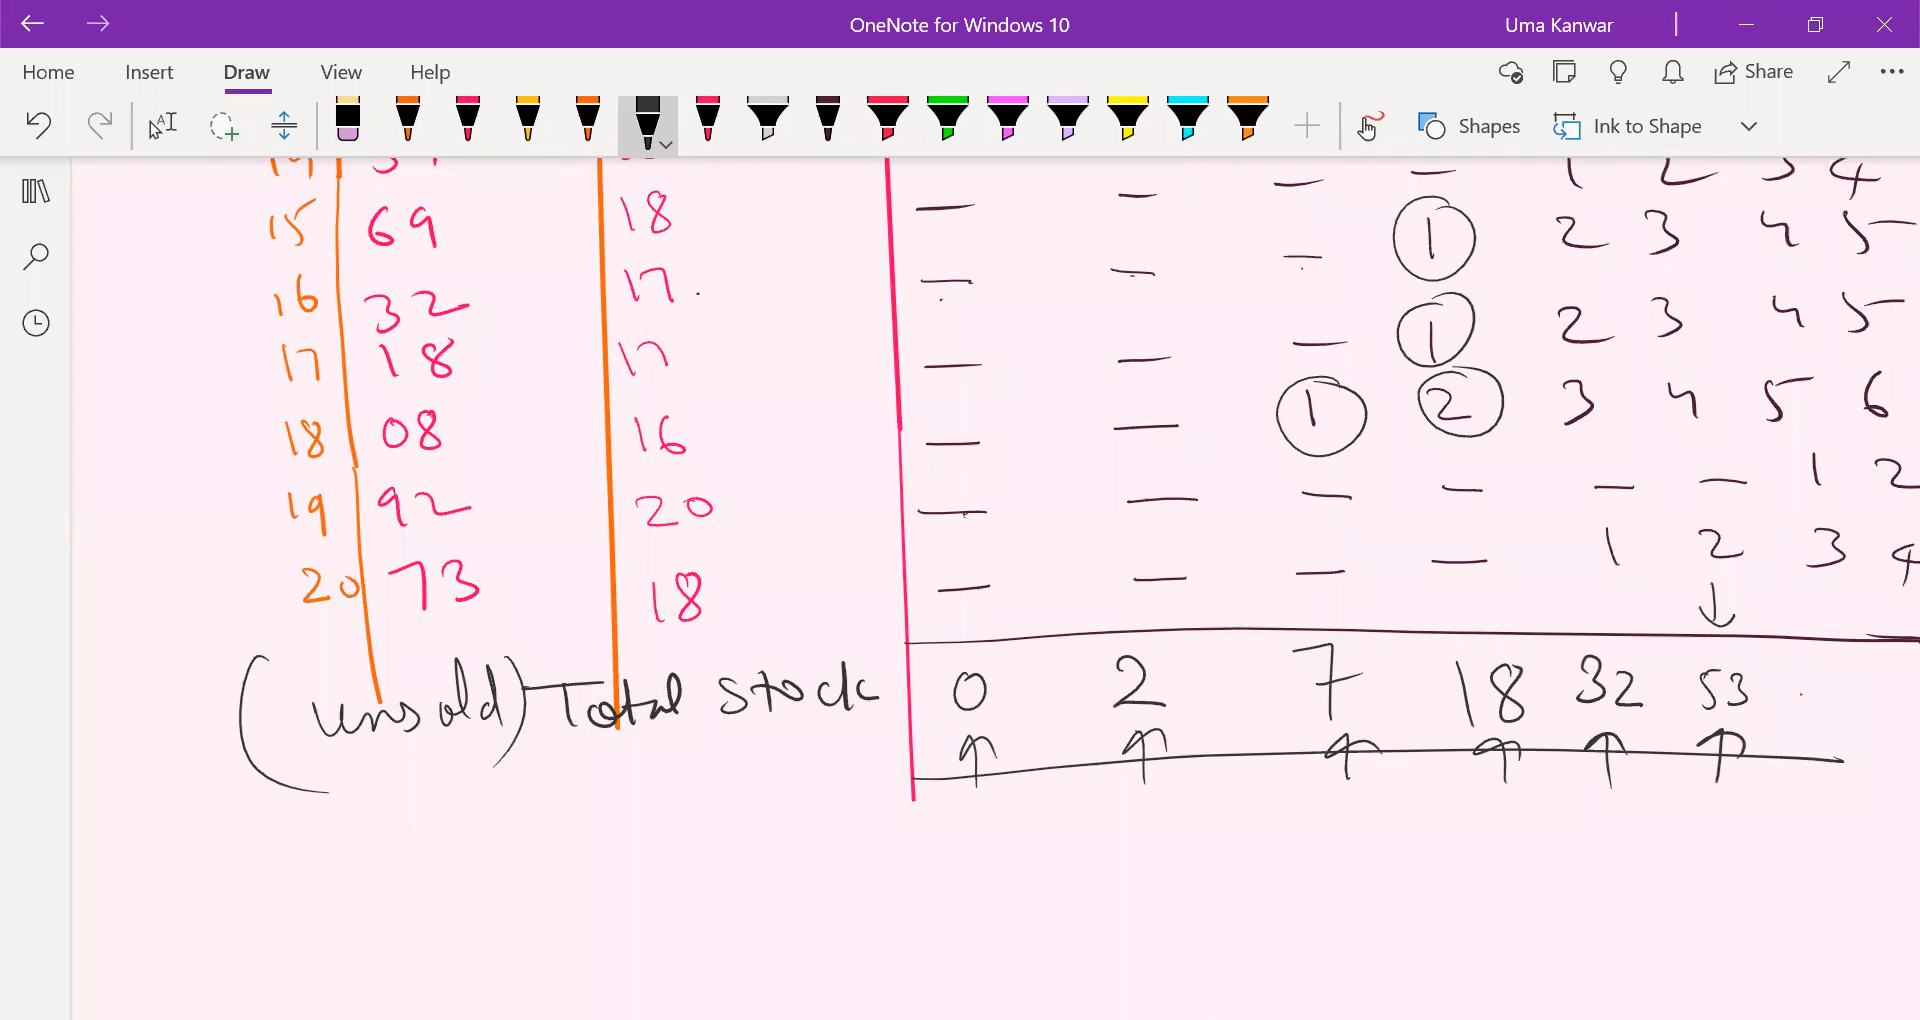 OneNote for Windows 10 Uma Kanwar
Home Insert Draw View Help Share
Shapes Ink to Shape
1 2 3 4
15 69 18 — — — 1 2 3 4 5
16 32 17 — — — 1 2 3 4 5
17 18 17 — — 1 2 3 4 5 6
18 08 16 — — — — — — 1 2
19 92 20 — — — — 1 2 3 4
20 73 18
(unsold) Total stock 0 2 7 18 32 53